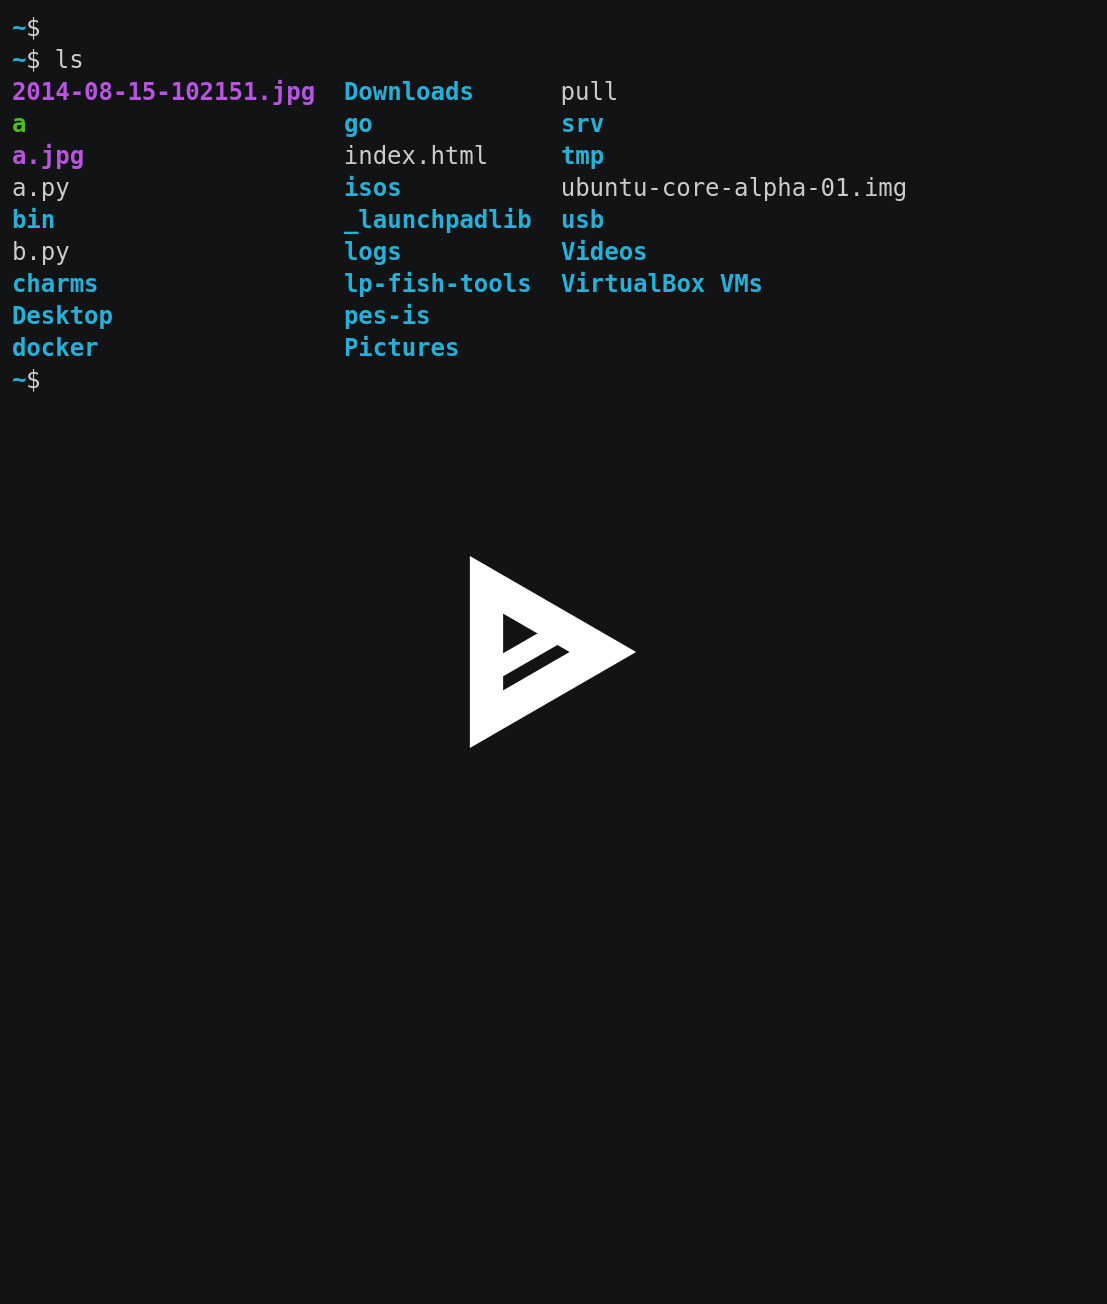 ~$
~$ ls
2014-08-15-102151.jpg  Downloads      pull
a                      go             srv
a.jpg                  index.html     tmp
a.py                   isos           ubuntu-core-alpha-01.img
bin                    _launchpadlib  usb
b.py                   logs           Videos
charms                 lp-fish-tools  VirtualBox VMs
Desktop                pes-is
docker                 Pictures
~$